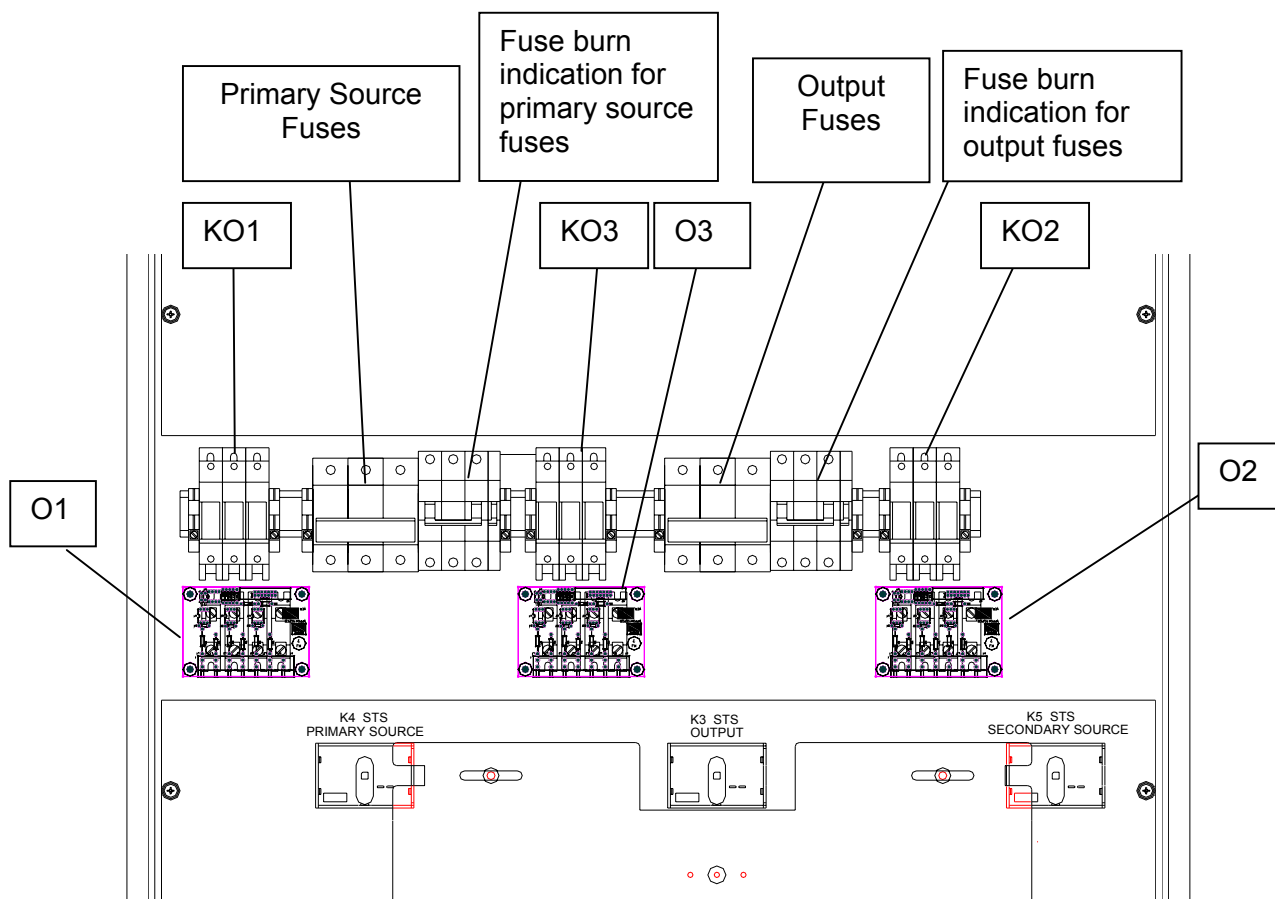 Primary Source
Fuses
Fuse burn
indication for
primary source
fuses
Output
Fuses
Fuse burn
indication for
output fuses
KO1
KO3
O3
KO2
O1
O2
K4 STS
PRIMARY SOURCE
K3 STS
OUTPUT
K5 STS
SECONDARY SOURCE